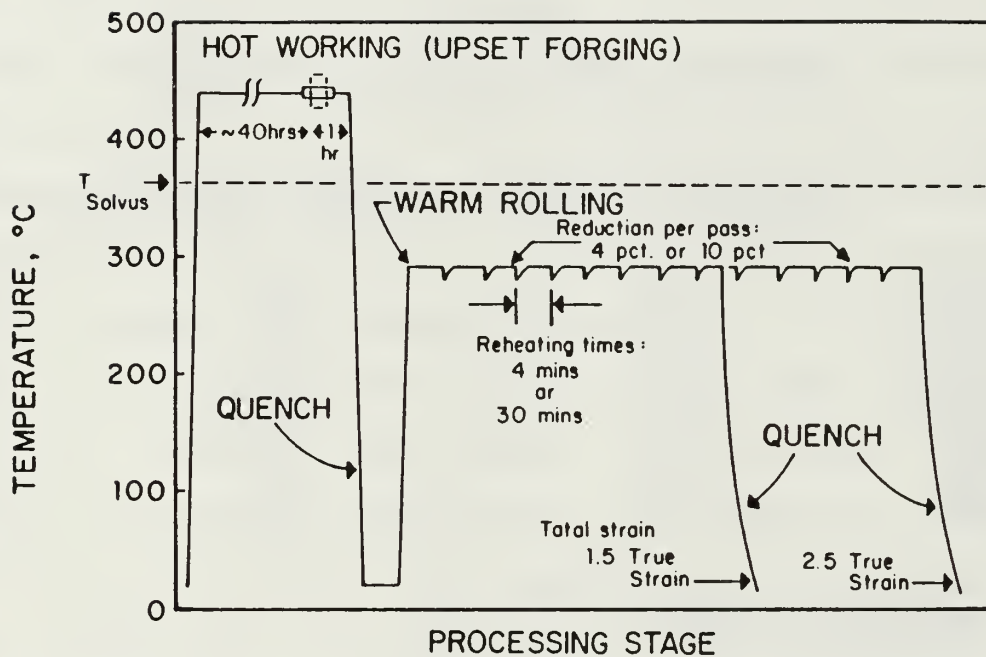 500
400
300
200
100
0
TEMPERATURE, °C
HOT WORKING (UPSET FORGING)
~40hrs
1
hr
T
Solvus
WARM ROLLING
Reduction per pass:
4 pct. or 10 pct
Reheating times:
4 mins
or
30 mins
QUENCH
QUENCH
Tatal strain
1.5 True
Strain
2.5 True
Strain
PROCESSING STAGE